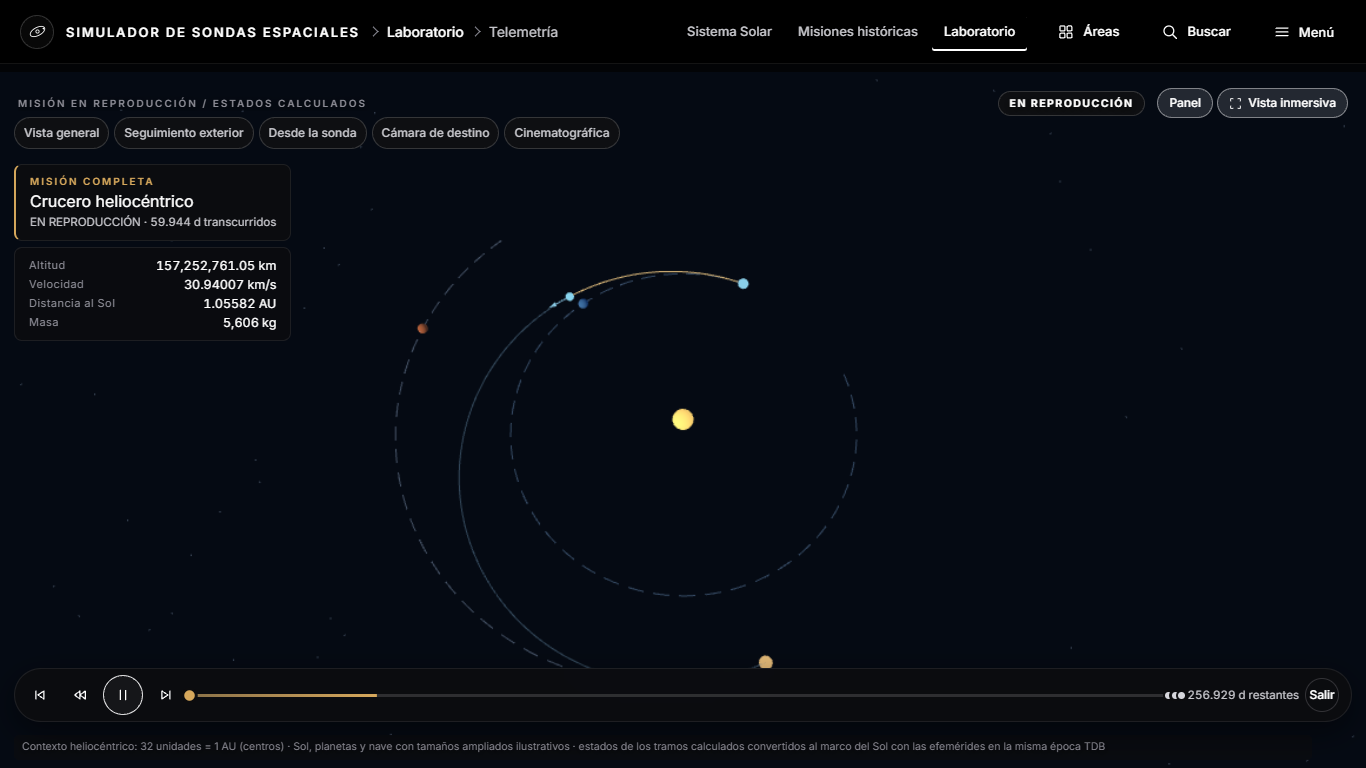 SIMULADOR DE SONDAS ESPACIALES > Laboratorio > Telemetría
Sistema Solar Misiones históricas Laboratorio Áreas Buscar Menú
MISIÓN EN REPRODUCCIÓN / ESTADOS CALCULADOS
EN REPRODUCCIÓN Panel Vista inmersiva
Vista general Seguimiento exterior Desde la sonda Cámara de destino Cinematográfica
MISIÓN COMPLETA
Crucero heliocéntrico
EN REPRODUCCIÓN · 59.944 d transcurridos
Altitud 157,252,761.05 km
Velocidad 30.94007 km/s
Distancia al Sol 1.05582 AU
Masa 5,606 kg
256.929 d restantes Salir
Contexto heliocéntrico: 32 unidades = 1 AU (centros) · Sol, planetas y nave con tamaños ampliados ilustrativos · estados de los tramos calculados convertidos al marco del Sol con las efemérides en la misma época TDB